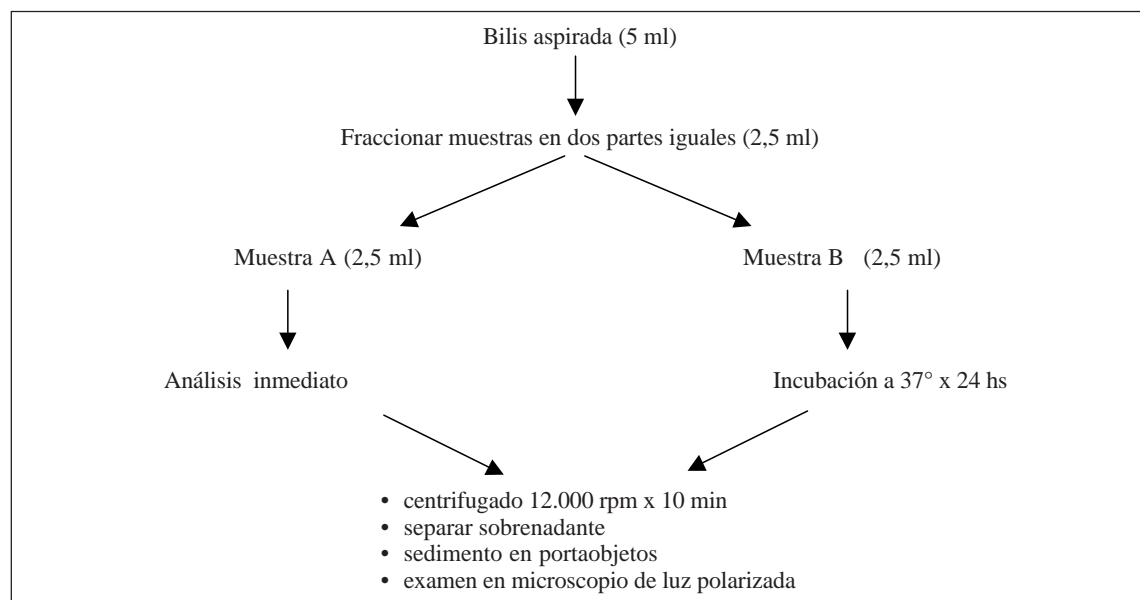 Bilis aspirada (5 ml)
Fraccionar muestras en dos partes iguales (2,5 ml)
Muestra A (2,5 ml)
Muestra B (2,5 ml)
Análisis inmediato
Incubación a 37° x 24 hs
• centrifugado 12.000 rpm x 10 min
• separar sobrenadante
• sedimento en portaobjetos
• examen en microscopio de luz polarizada